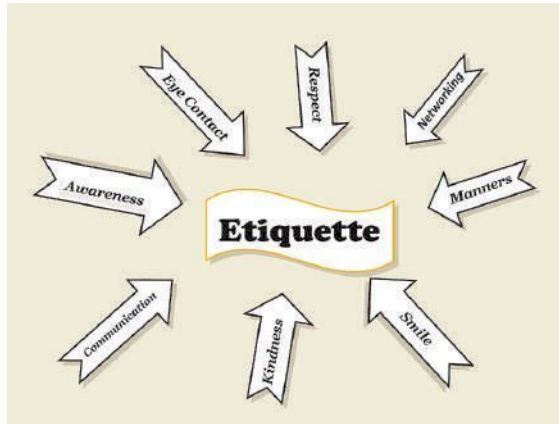 Eye Contact
Respect
Networking
Awareness
Etiquette
Manners
Communication
Kindness
Smile